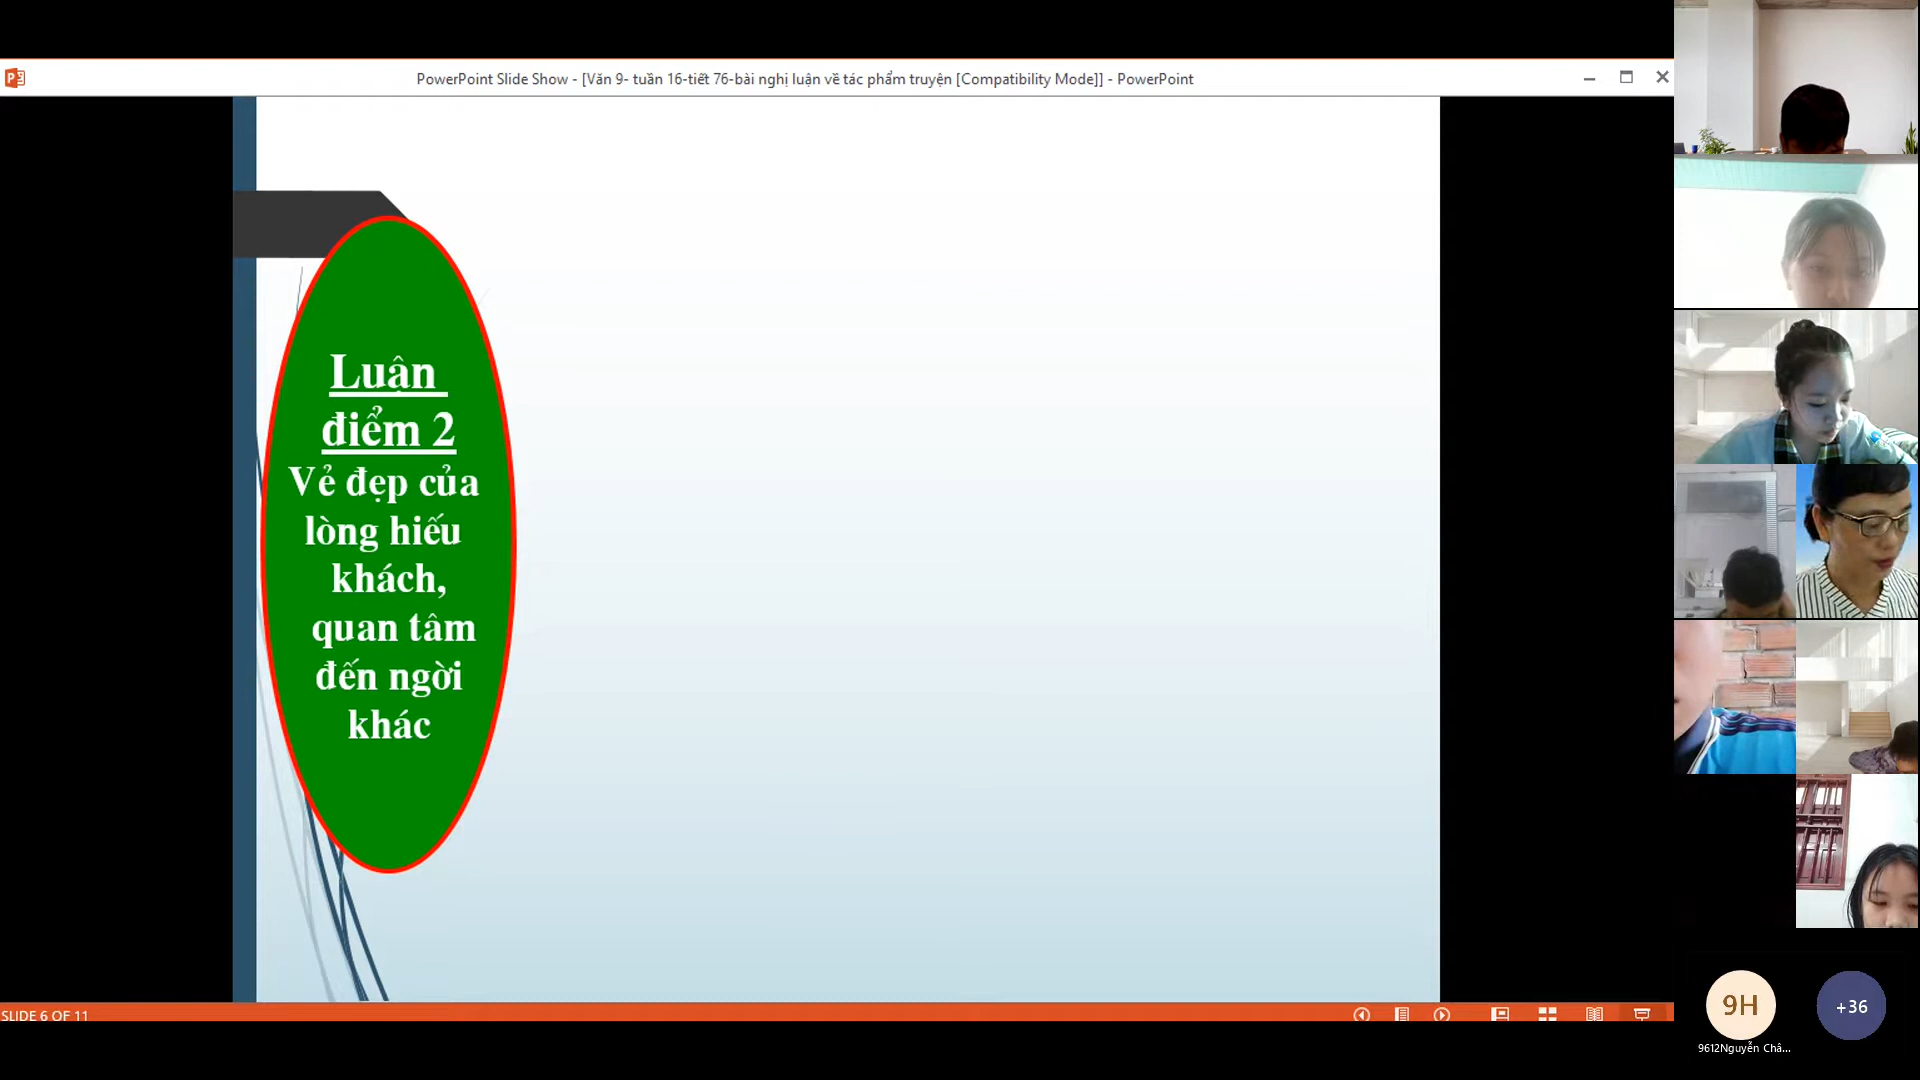 PowerPoint Slide Show - [Văn 9- tuần 16-tiết 76-bài nghị luận về tác phẩm truyện [Compatibility Mode]] - PowerPoint
Luận
điểm 2
Vẻ đẹp của
lòng hiếu
khách,
quan tâm
đến ngời
khác
SLIDE 6 OF 11
9H
+36
9612Nguyễn Châ...